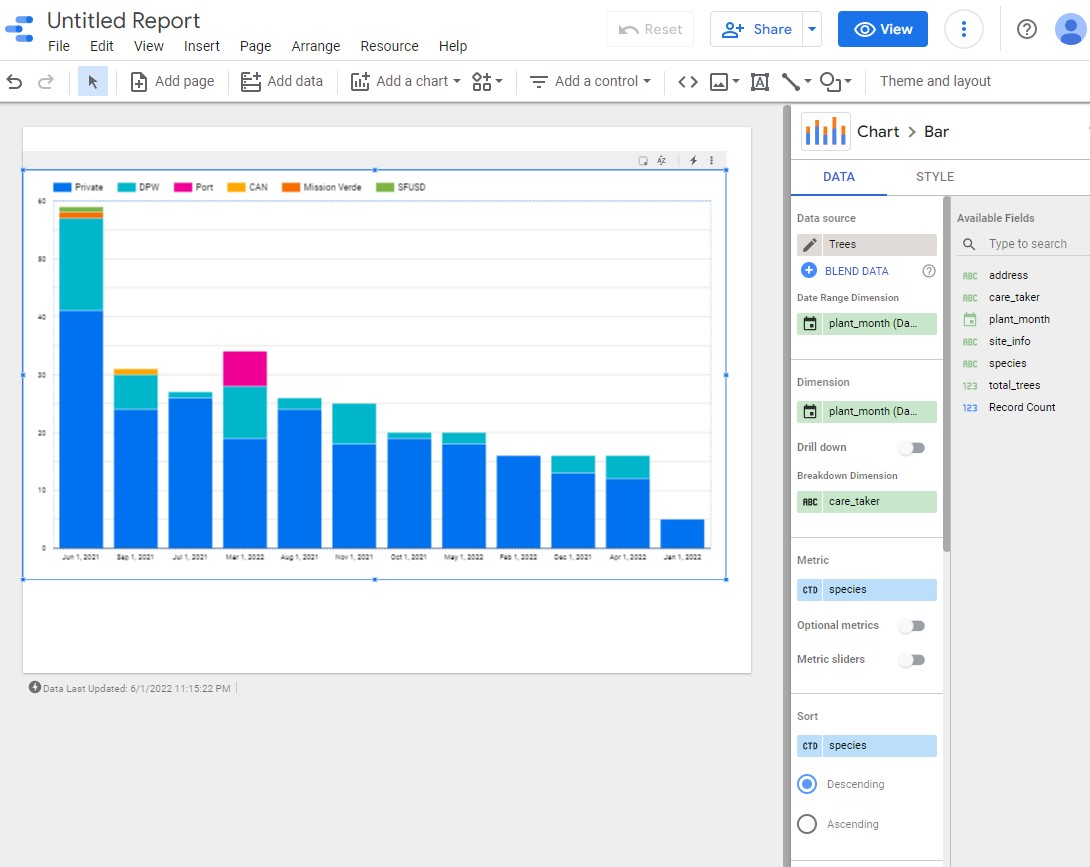 Untitled Report
File Edit View Insert Page Arrange Resource Help
Reset Share View
Add page Add data Add a chart Add a control Theme and layout
Chart > Bar
DATA STYLE
Private DPW Port CAN Mission Verde SFUSD
60
50
40
30
20
10
0
Jun 1, 2021 Sep 1, 2021 Jul 1, 2021 Mar 1, 2022 Aug 1, 2021 Nov 1, 2021 Oct 1, 2021 May 1, 2022 Feb 1, 2022 Dec 1, 2021 Apr 1, 2022 Jan 1, 2022
Data Last Updated: 6/1/2022 11:15:22 PM
Data source
Trees
BLEND DATA
Date Range Dimension
plant_month (Da...
Dimension
plant_month (Da...
Drill down
Breakdown Dimension
ABC care_taker
Metric
CTD species
Optional metrics
Metric sliders
Sort
CTD species
Descending
Ascending
Available Fields
Type to search
ABC address
ABC care_taker
plant_month
ABC site_info
ABC species
123 total_trees
123 Record Count